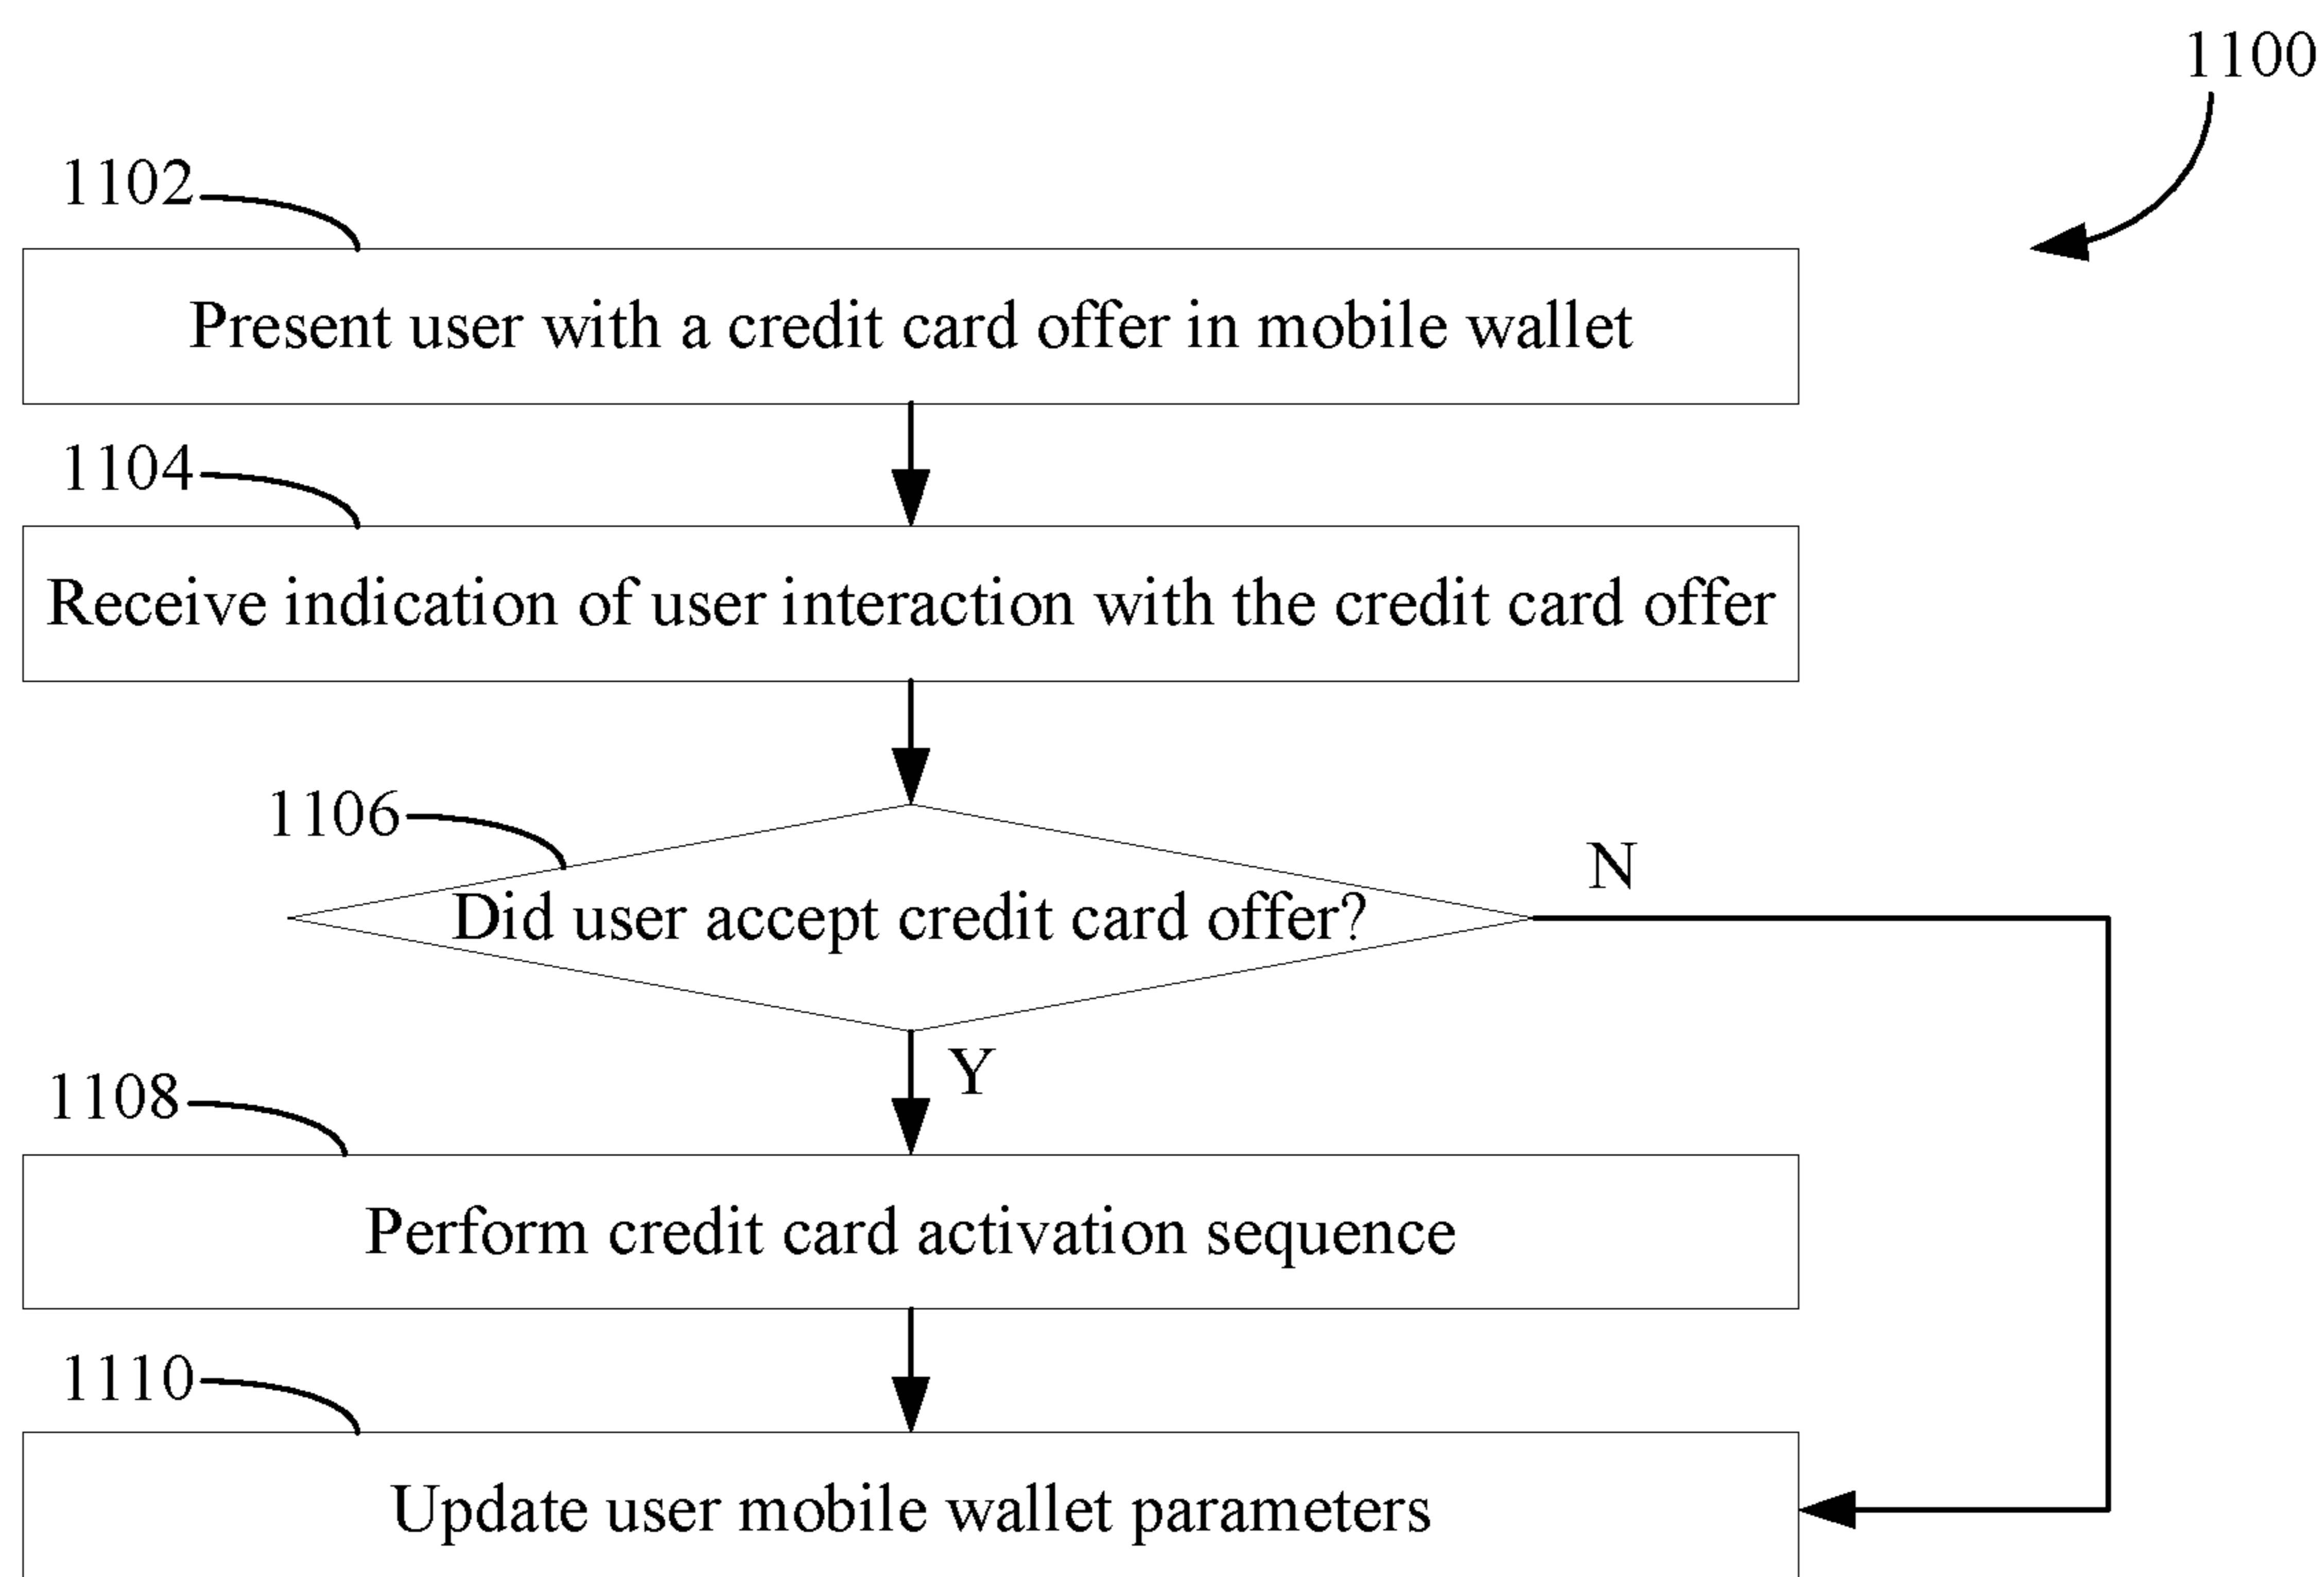 1100
1102
Present user with a credit card offer in mobile wallet
1104
Receive indication of user interaction with the credit card offer
1106
N
Did user accept credit card offer?
Y
1108
Perform credit card activation sequence
1110
Update user mobile wallet parameters